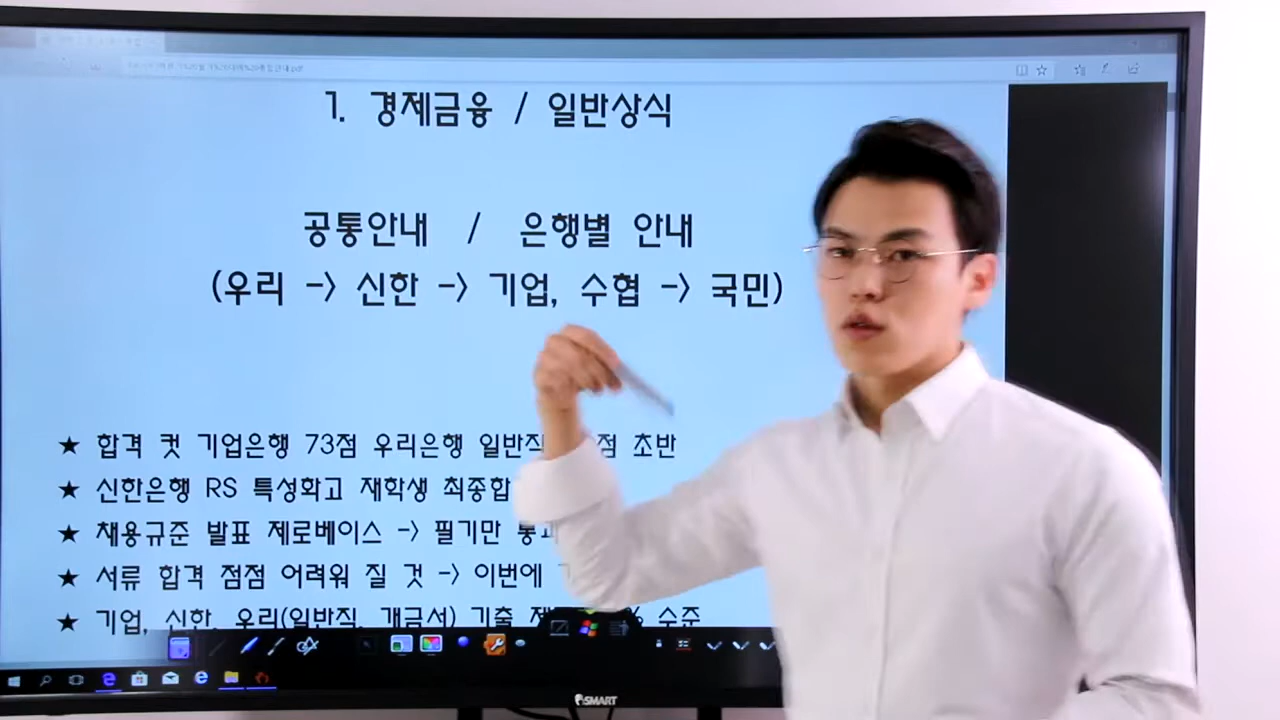 1. 경제금융 / 일반상식
공통안내 / 은행별 안내
(우리 -> 신한 -> 기업, 수협 -> 국민)
★ 합격 컷 기업은행 73점 우리은행 일반직 초반
★ 신한은행 RS 특성화고 재학생 최종합
★ 채용규준 발표 제로베이스 -> 필기만
★ 서류 합격 점점 어려워 질 것 -> 이번에
★ 기업, 신한, 우리(일반직, 개금서) 기출 수준
SMART